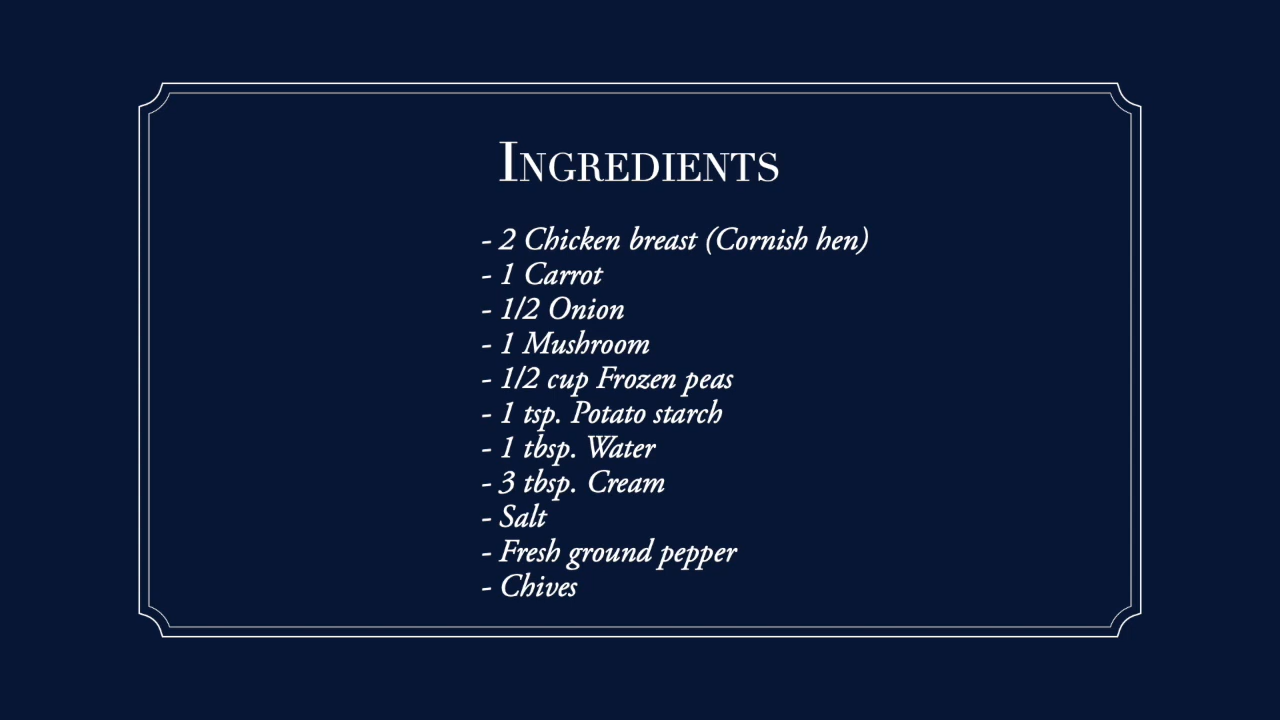 Ingredients
- 2 Chicken breast (Cornish hen)
- 1 Carrot
- 1/2 Onion
- 1 Mushroom
- 1/2 cup Frozen peas
- 1 tsp. Potato starch
- 1 tbsp. Water
- 3 tbsp. Cream
- Salt
- Fresh ground pepper
- Chives